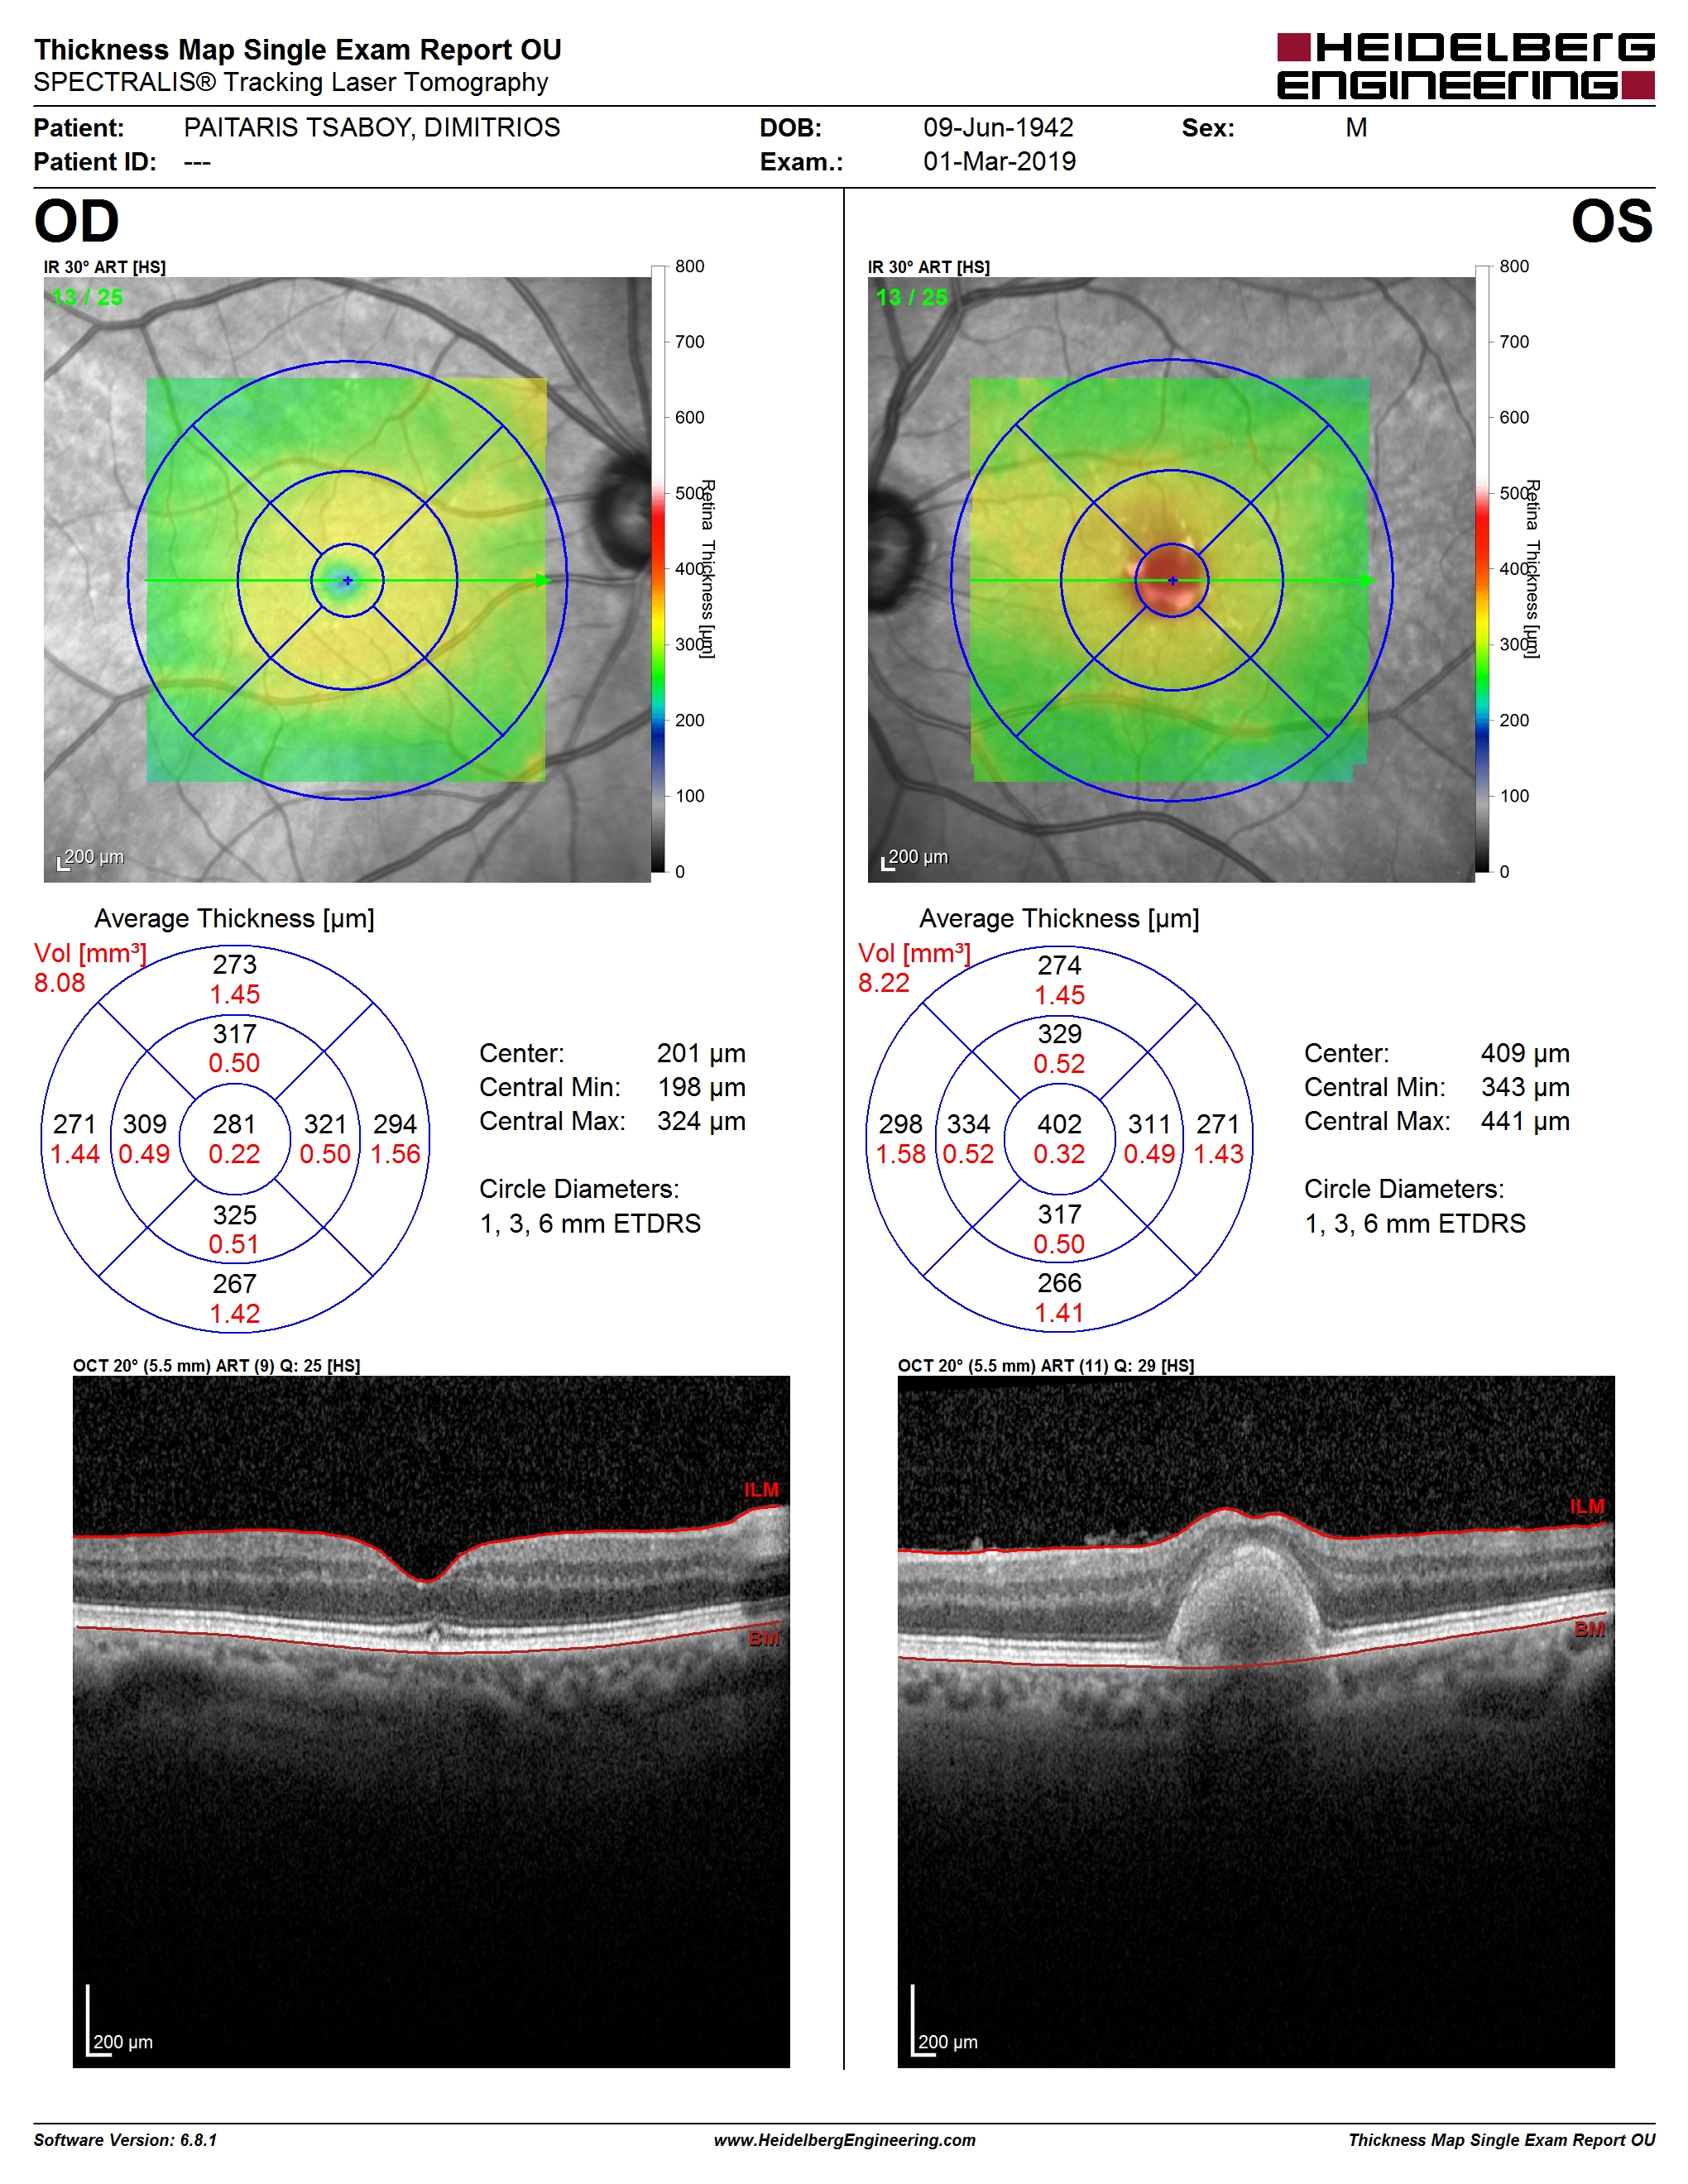 Thickness Map Single Exam Report OU
SPECTRALIS® Tracking Laser Tomography
HEIDELBERG
ENGINEERING
Patient: PAITARIS TSABOY, DIMITRIOS DOB: 09-Jun-1942 Sex: M
Patient ID: --- Exam.: 01-Mar-2019
OD
IR 30° ART [HS]
13 / 25
200 µm
800
700
600
500
400
300
200
100
0
Retina Thickness [µm]
Average Thickness [µm]
Vol [mm³]
8.08
273
1.45
317
0.50
271 309 281 321 294
1.44 0.49 0.22 0.50 1.56
325
0.51
267
1.42
Center: 201 µm
Central Min: 198 µm
Central Max: 324 µm
Circle Diameters:
1, 3, 6 mm ETDRS
OCT 20° (5.5 mm) ART (9) Q: 25 [HS]
ILM
BM
200 µm
OS
IR 30° ART [HS]
13 / 25
200 µm
800
700
600
500
400
300
200
100
0
Retina Thickness [µm]
Average Thickness [µm]
Vol [mm³]
8.22
274
1.45
329
0.52
298 334 402 311 271
1.58 0.52 0.32 0.49 1.43
317
0.50
266
1.41
Center: 409 µm
Central Min: 343 µm
Central Max: 441 µm
Circle Diameters:
1, 3, 6 mm ETDRS
OCT 20° (5.5 mm) ART (11) Q: 29 [HS]
ILM
BM
200 µm
Software Version: 6.8.1 www.HeidelbergEngineering.com Thickness Map Single Exam Report OU